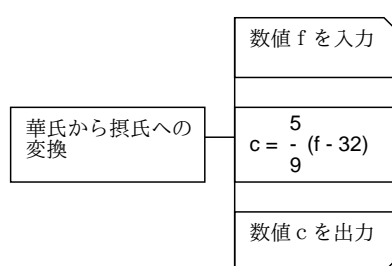 数値 f を入力
華氏から摂氏への
変換
5
c = - (f - 32)
9
数値 c を出力